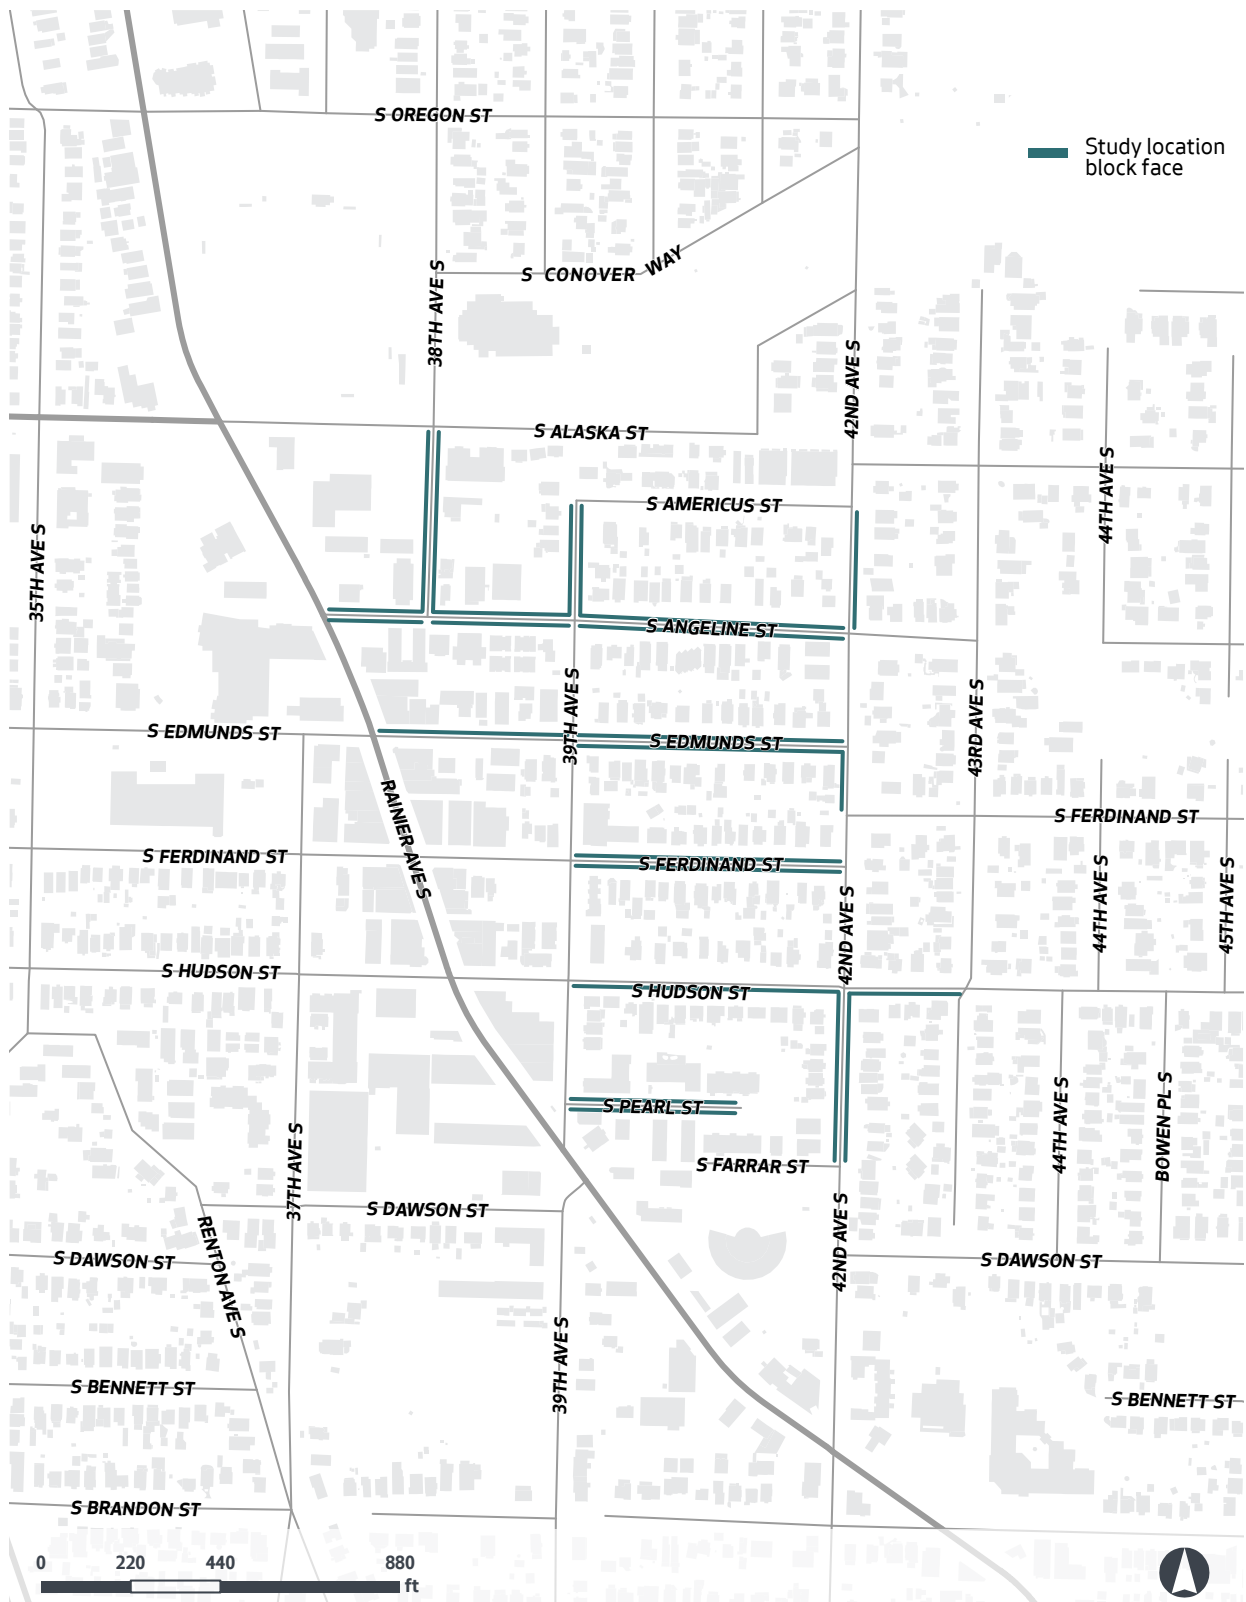 S OREGON ST
Study location
block face
S CONOVER WAY
38TH AVE S
42ND AVE S
S ALASKA ST
44TH AVE S
S AMERICUS ST
35TH AVE S
S ANGELINE ST
39TH AVE S
43RD AVE S
S EDMUNDS ST
S EDMUNDS ST
RAINIER AVE S
S FERDINAND ST
S FERDINAND ST
S FERDINAND ST
42ND AVE S
44TH AVE S
45TH AVE S
S HUDSON ST
S HUDSON ST
44TH AVE S
BOWEN PL S
S PEARL ST
37TH AVE S
S FARRAR ST
S DAWSON ST
RENTON AVE S
42ND AVE S
S DAWSON ST
S DAWSON ST
39TH AVE S
S BENNETT ST
S BENNETT ST
S BRANDON ST
0 220 440 880
ft